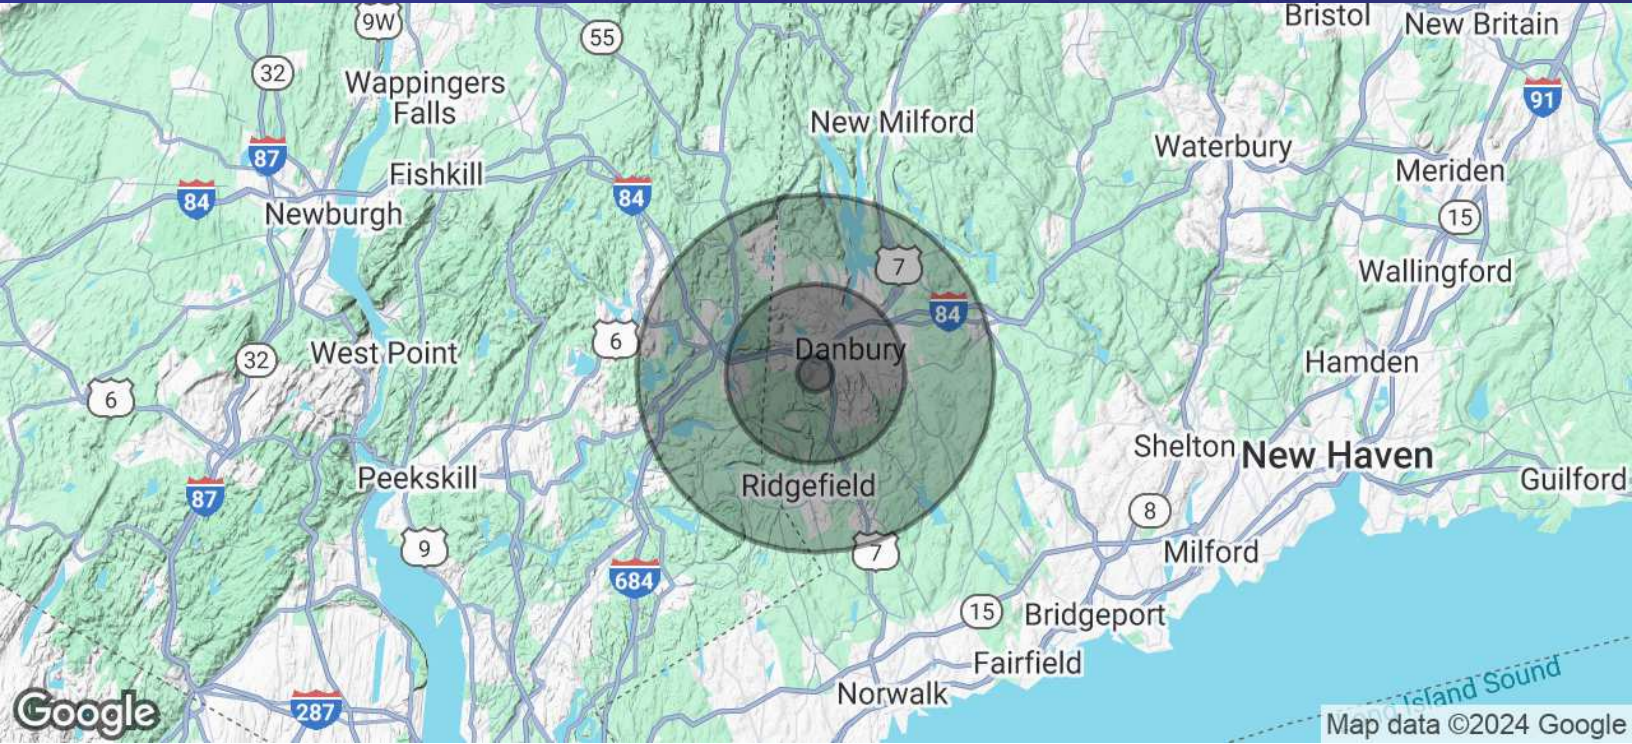 Bristol
New Britain
9W
55
32
Wappingers
Falls
91
New Milford
Waterbury
87
Meriden
Fishkill
84
84
Newburgh
15
7
Wallingford
84
6
Danbury
32
West Point
Hamden
6
Shelton
New Haven
Peekskill
Ridgefield
Guilford
87
8
9
7
Milford
684
15
Bridgeport
Fairfield
Norwalk
Island Sound
Google
287
Map data ©2024 Google